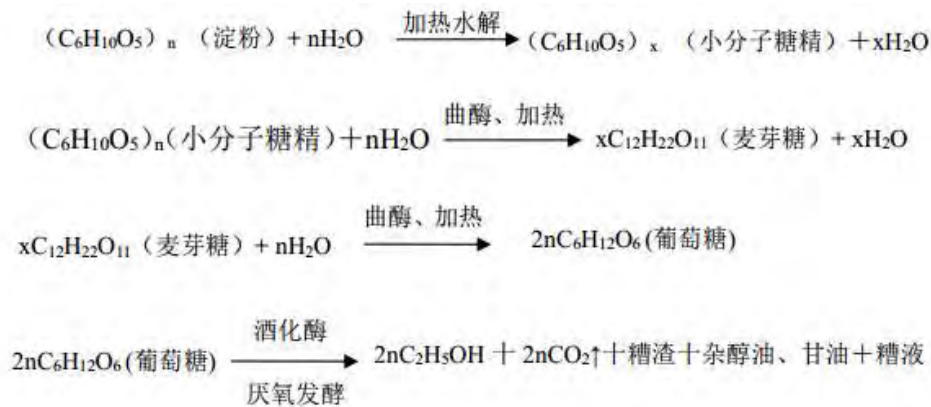 加热水解
(C6H10O5)n (淀粉)+ nH2O → (C6H10O5)x (小分子糖精)+xH2O
曲酶、加热
(C6H10O5)n(小分子糖精)+nH2O → xC12H22O11(麦芽糖)+ xH2O
曲酶、加热
xC12H22O11(麦芽糖)+ nH2O → 2nC6H12O6(葡萄糖)
酒化酶
2nC6H12O6(葡萄糖) → 2nC2H5OH 十 2nCO2↑十糟渣十杂醇油、甘油+糟液
厌氧发酵